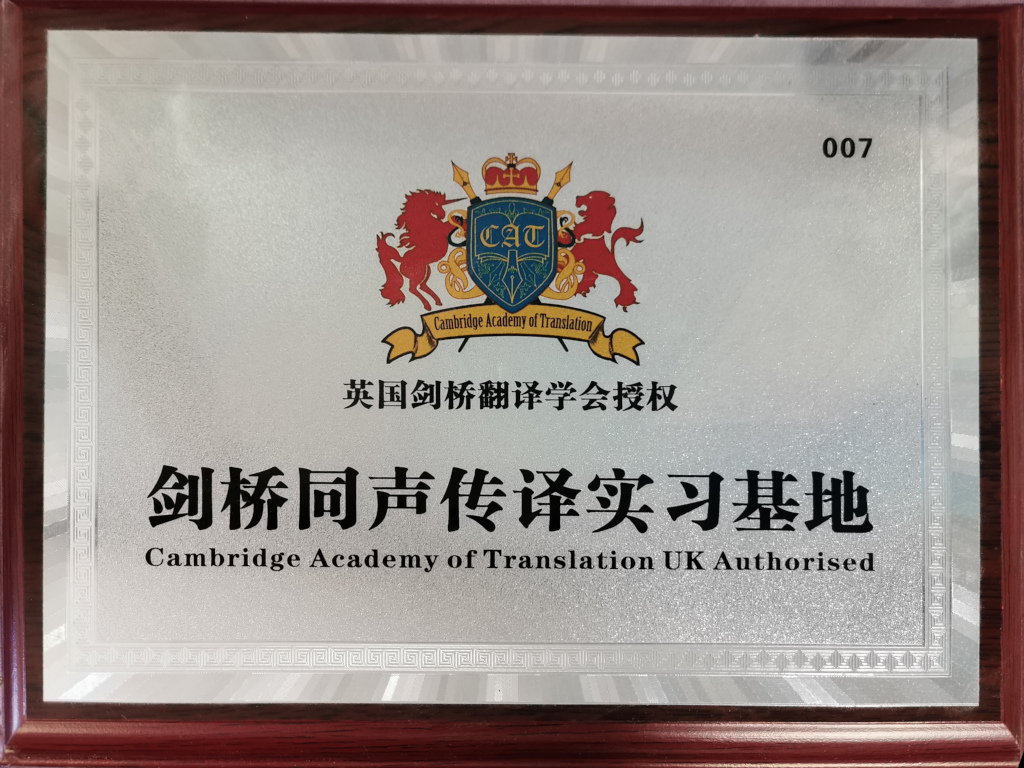 007
CAT
Cambridge Academy of Translation
英国剑桥翻译学会授权
剑桥同声传译实习基地
Cambridge Academy of Translation UK Authorised